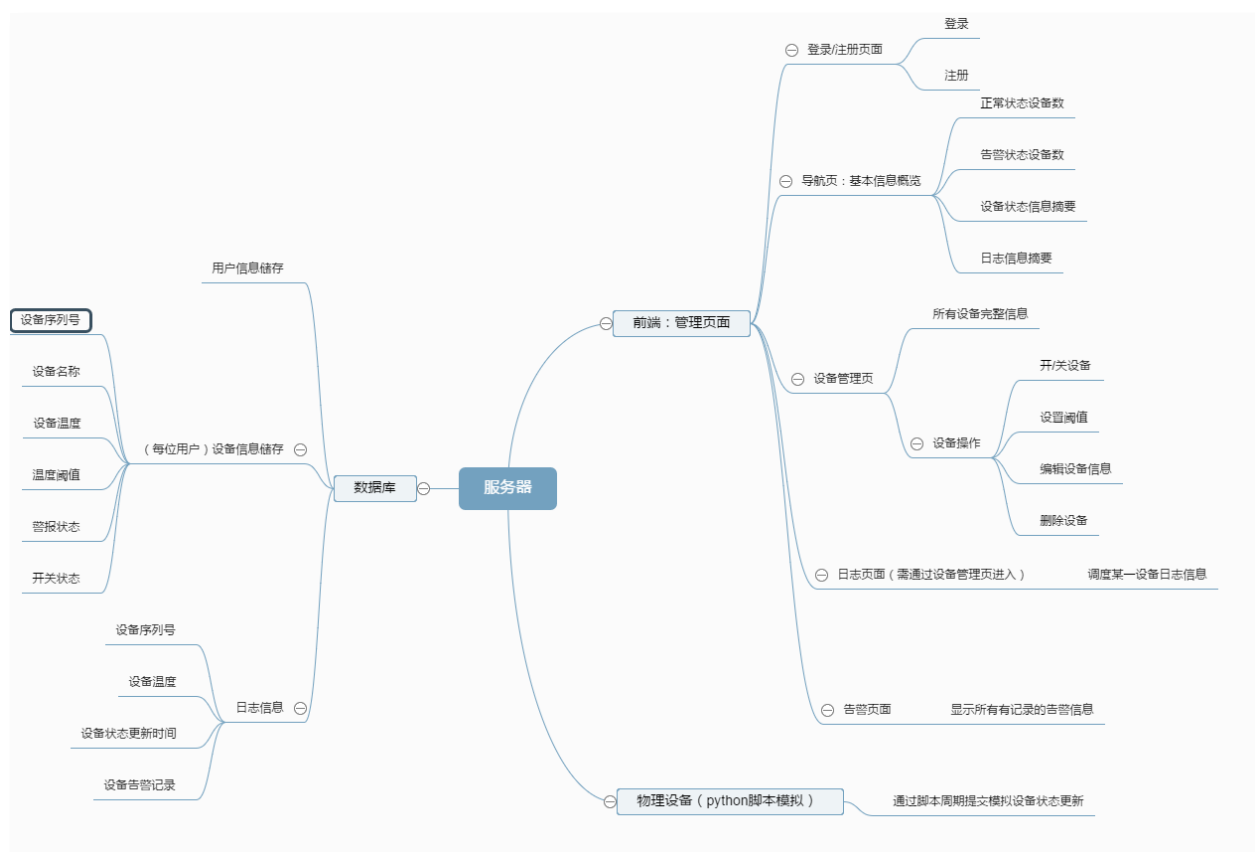 服务器
前端：管理页面
登录/注册页面
登录
注册
导航页：基本信息概览
正常状态设备数
告警状态设备数
设备状态信息摘要
日志信息摘要
设备管理页
所有设备完整信息
设备操作
开/关设备
设置阈值
编辑设备信息
删除设备
日志页面（需通过设备管理页进入）
调度某一设备日志信息
告警页面
显示所有有记录的告警信息
物理设备（python脚本模拟）
通过脚本周期提交模拟设备状态更新
数据库
用户信息储存
（每位用户）设备信息储存
设备序列号
设备名称
设备温度
温度阈值
警报状态
开关状态
日志信息
设备序列号
设备温度
设备状态更新时间
设备告警记录